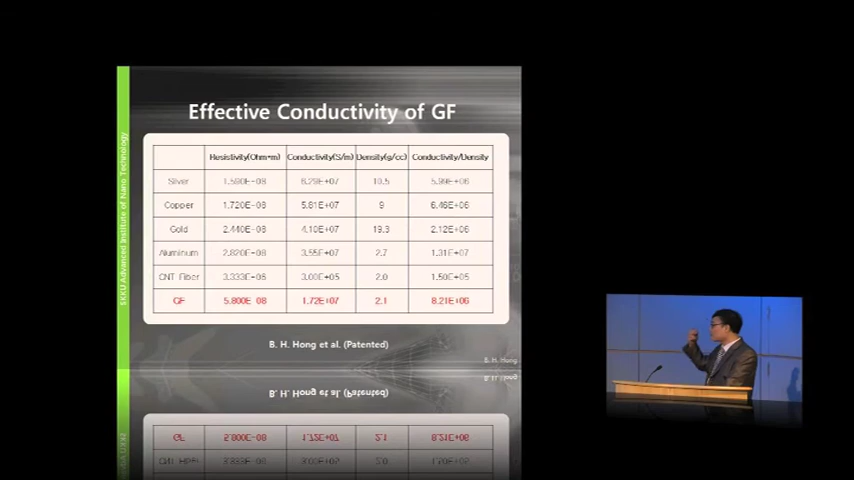 Effective Conductivity of GF
Resistivity(Ohm*m) Conductivity(S/m) Density(g/cc) Conductivity/Density
Silver 1.590E-08 6.29E+07 10.5 5.99E+06
Copper 1.720E-08 5.81E+07 9 6.46E+06
Gold 2.440E-08 4.10E+07 19.3 2.12E+06
Aluminum 2.820E-08 3.55E+07 2.7 1.31E+07
CNT Fiber 3.333E-08 3.00E+05 2.0 1.50E+05
GF 5.800E-08 1.72E+07 2.1 8.21E+06
B. H. Hong et al. (Patented)
B. H. Hong
SKKU Advanced Institute of Nano Technology